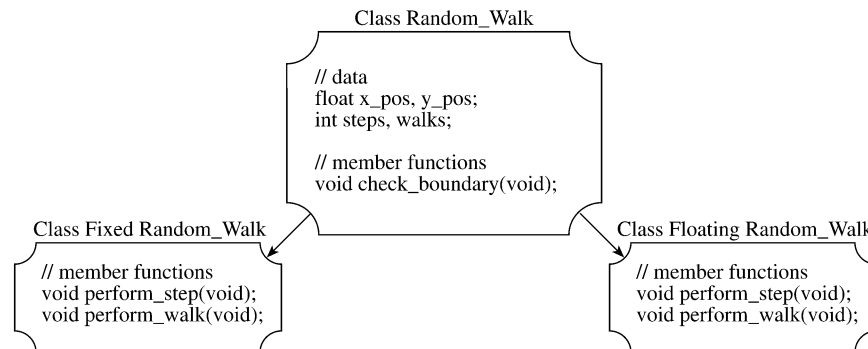 Class Random_Walk
// data
float x_pos, y_pos;
int steps, walks;
// member functions
void check_boundary(void);
Class Fixed Random_Walk
// member functions
void perform_step(void);
void perform_walk(void);
Class Floating Random_Walk
// member functions
void perform_step(void);
void perform_walk(void);